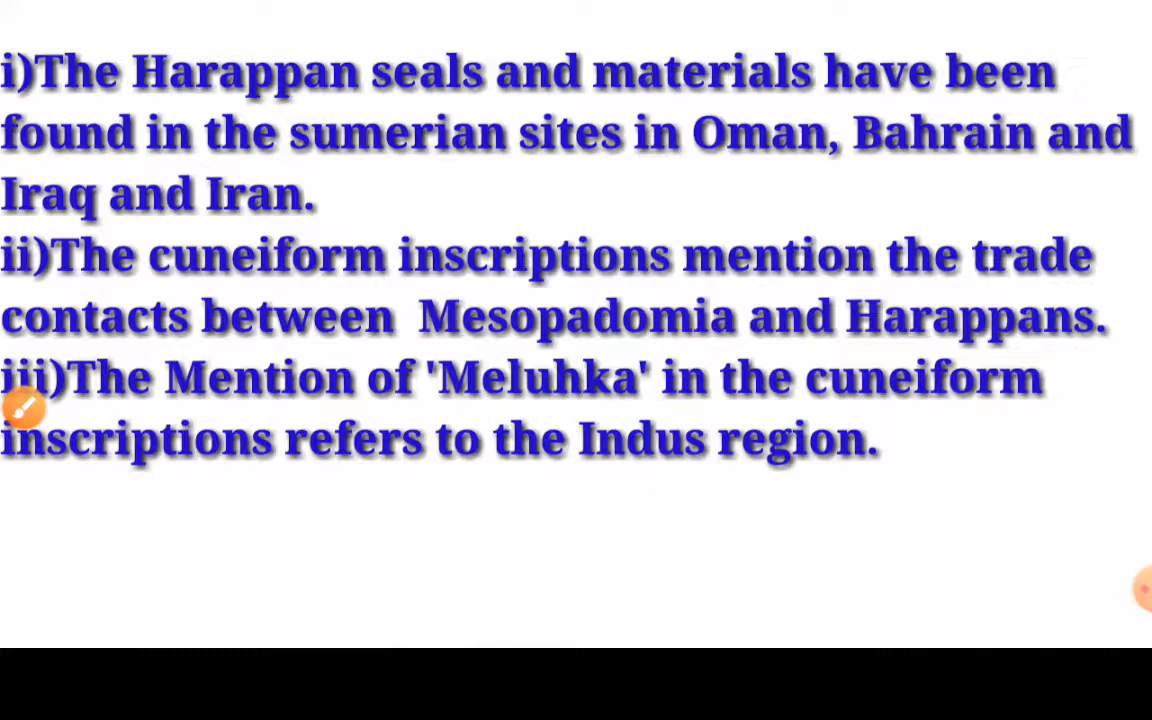 i)The Harappan seals and materials have been
found in the sumerian sites in Oman, Bahrain and
Iraq and Iran.
ii)The cuneiform inscriptions mention the trade
contacts between  Mesopadomia and Harappans.
iii)The Mention of 'Meluhka' in the cuneiform
inscriptions refers to the Indus region.